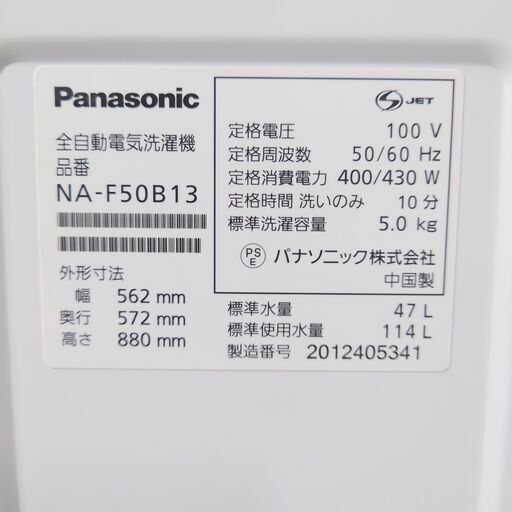 Panasonic
全自動電気洗濯機
品番
NA-F50B13
外形寸法
幅 562 mm
奥行 572 mm
高さ 880 mm
JET
定格電圧 100 V
定格周波数 50/60 Hz
定格消費電力 400/430 W
定格時間 洗いのみ 10 分
標準洗濯容量 5.0 kg
PS E パナソニック株式会社
中国製
標準水量 47 L
標準使用水量 114 L
製造番号 2012405341